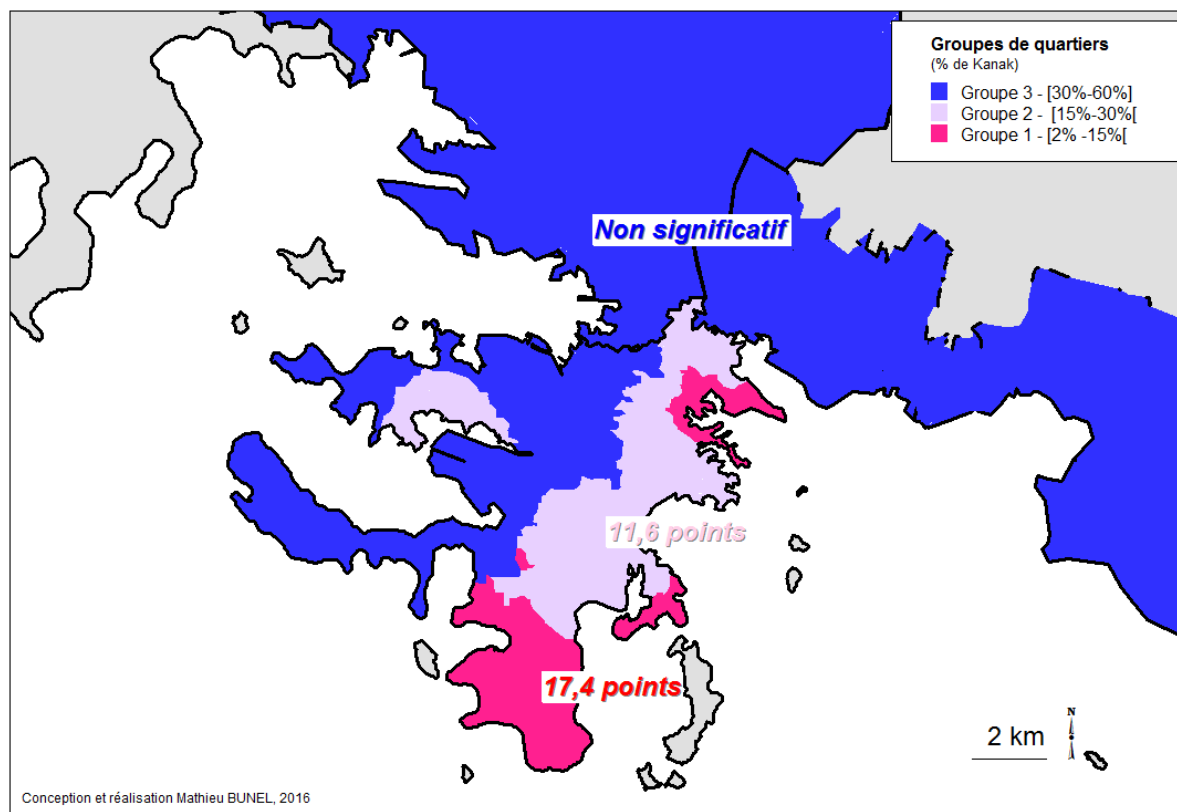 Groupes de quartiers
(% de Kanak)
Groupe 3 - [30%-60%]
Groupe 2 - [15%-30%[
Groupe 1 - [2% -15%[
Non significatif
11,6 points
17,4 points
N
2 km
Conception et réalisation Mathieu BUNEL, 2016